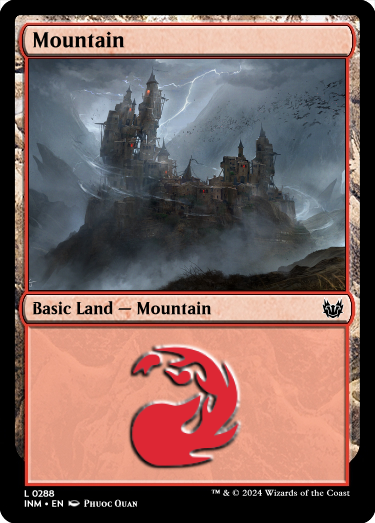 Mountain
Basic Land — Mountain
L 0288
INM • EN Phuoc Quan
™ & © 2024 Wizards of the Coast